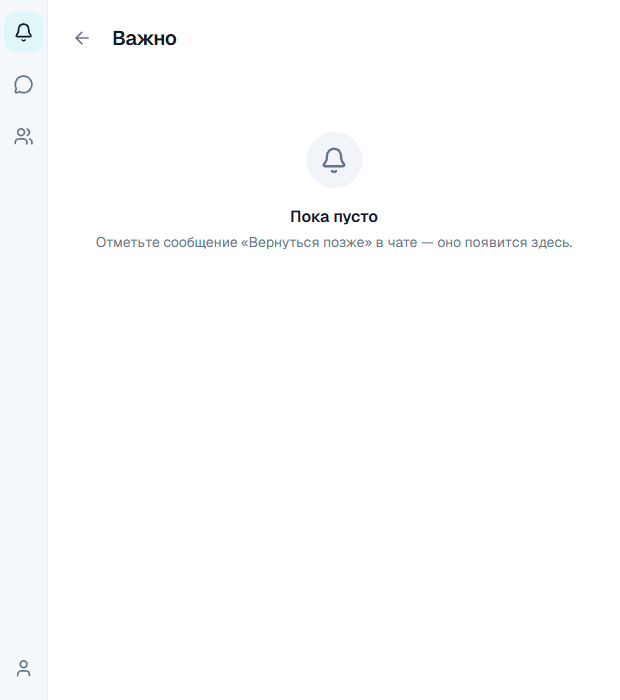 Важно
Пока пусто
Отметьте сообщение «Вернуться позже» в чате — оно появится здесь.